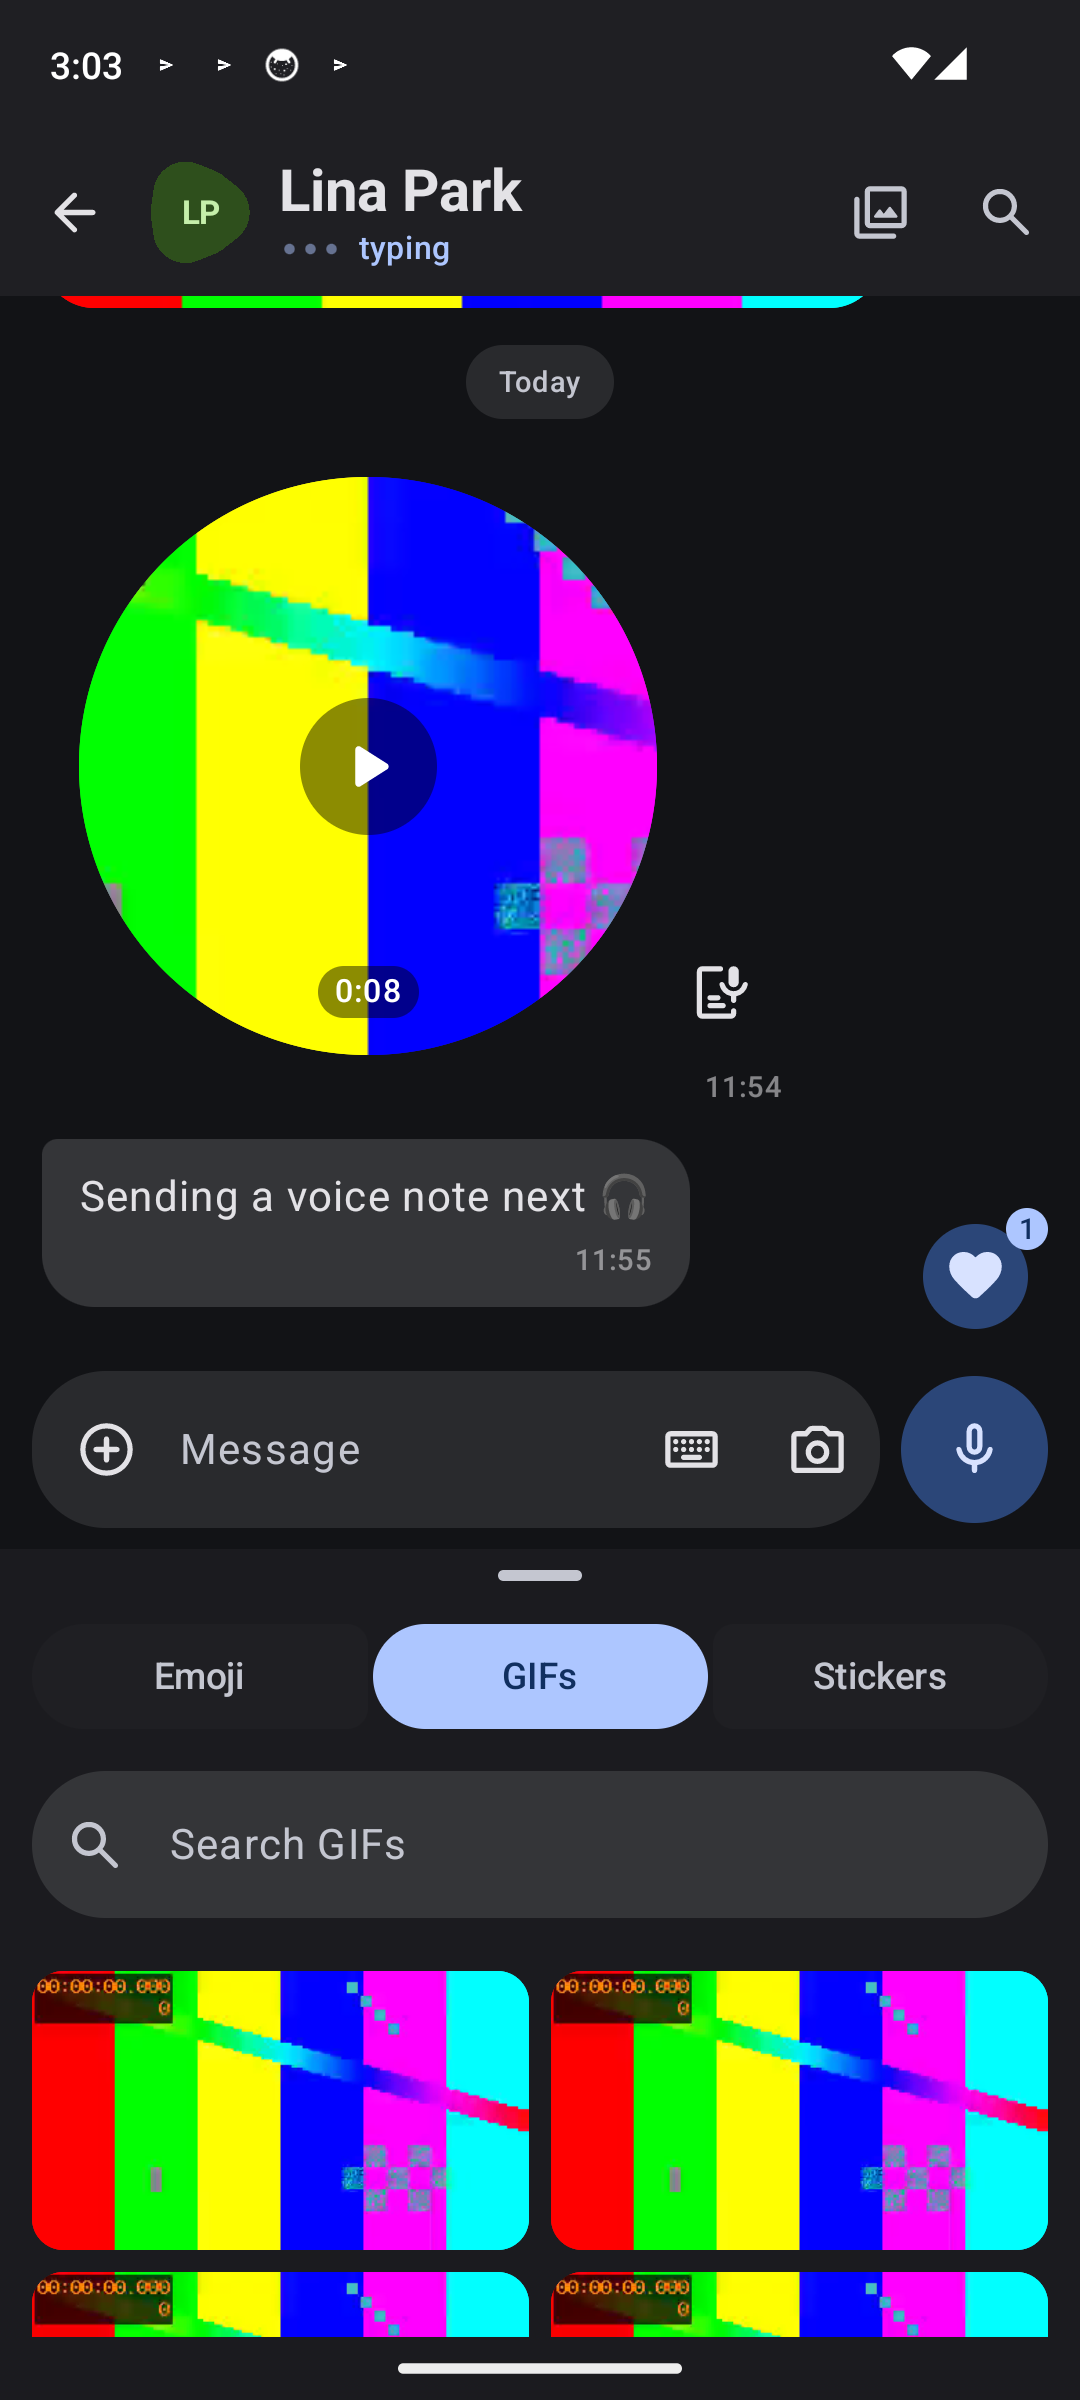 3:03
LP
Lina Park
typing
Today
0:08
11:54
Sending a voice note next 🎧
11:55
1
Message
Emoji
GIFs
Stickers
Search GIFs
00:00:00.000
0
00:00:00.000
0
00:00:00.000
0
00:00:00.000
0